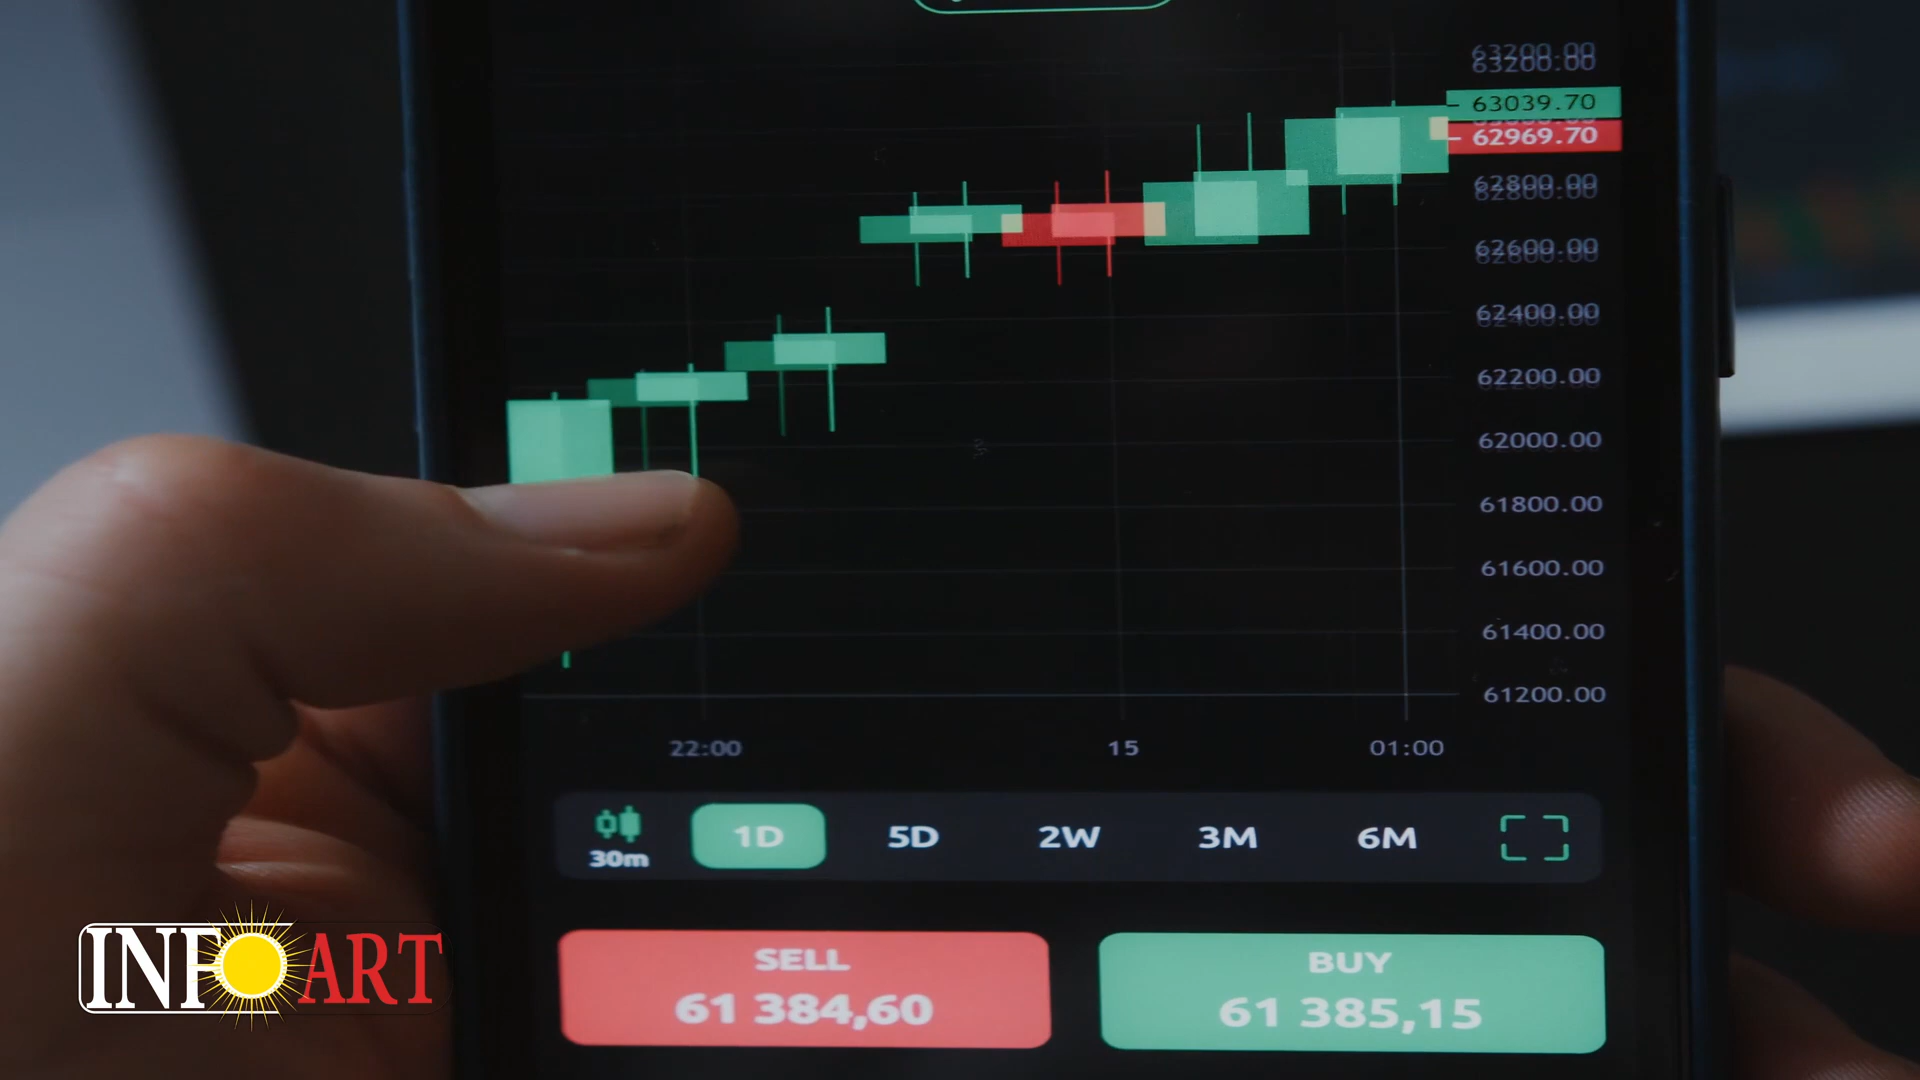 63200.00
63039.70
62969.70
62800.00
62600.00
62400.00
62200.00
62000.00
61800.00
61600.00
61400.00
61200.00
22:00 15 01:00
30m 1D 5D 2W 3M 6M
SELL BUY
61 384,60 61 385,15
INFOART